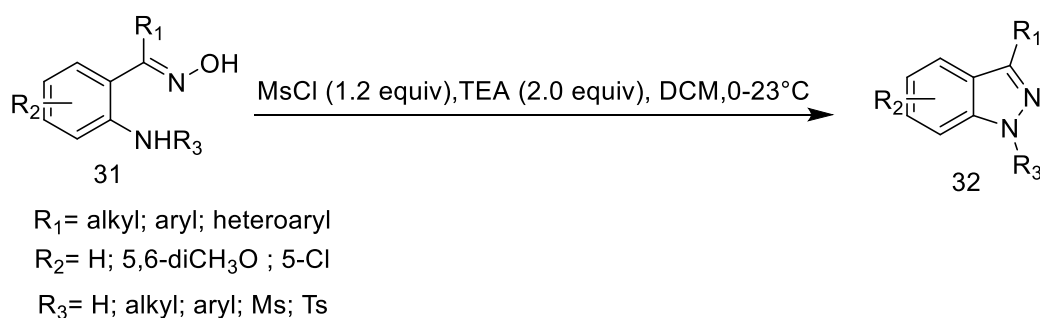 R1
OH
N
R2
NHR3
31
MsCl (1.2 equiv),TEA (2.0 equiv), DCM,0-23°C
R1
R2
N
N
R3
32
R1= alkyl; aryl; heteroaryl
R2= H; 5,6-diCH3O ; 5-Cl
R3= H; alkyl; aryl; Ms; Ts